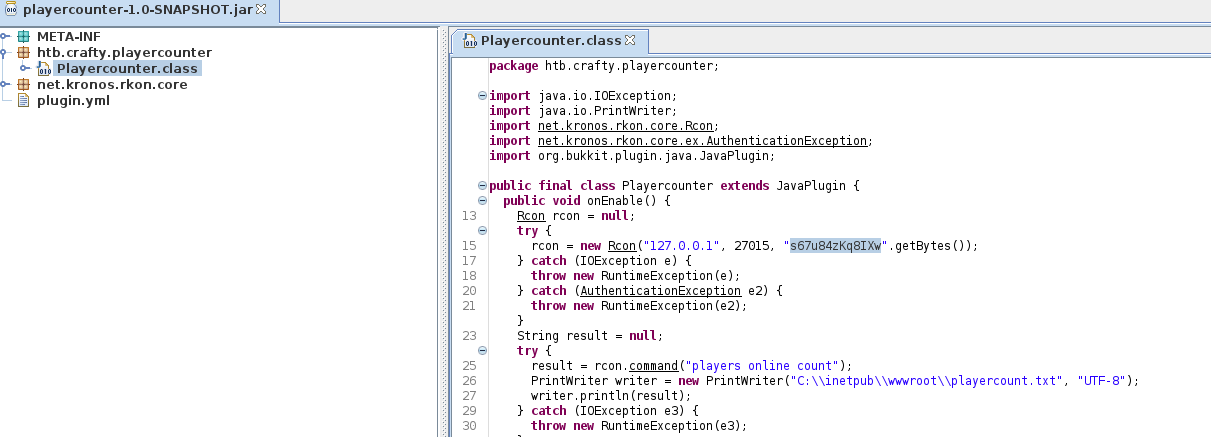 playercounter-1.0-SNAPSHOT.jar
META-INF
htb.crafty.playercounter
Playercounter.class
net.kronos.rkon.core
plugin.yml
Playercounter.class
package htb.crafty.playercounter;
import java.io.IOException;
import java.io.PrintWriter;
import net.kronos.rkon.core.Rcon;
import net.kronos.rkon.core.ex.AuthenticationException;
import org.bukkit.plugin.java.JavaPlugin;
public final class Playercounter extends JavaPlugin {
public void onEnable() {
13 Rcon rcon = null;
try {
15 rcon = new Rcon("127.0.0.1", 27015, "s67u84zKq8IXw".getBytes());
17 } catch (IOException e) {
18 throw new RuntimeException(e);
20 } catch (AuthenticationException e2) {
21 throw new RuntimeException(e2);
}
23 String result = null;
try {
25 result = rcon.command("players online count");
26 PrintWriter writer = new PrintWriter("C:\\inetpub\\wwwroot\\playercount.txt", "UTF-8");
27 writer.println(result);
29 } catch (IOException e3) {
30 throw new RuntimeException(e3);